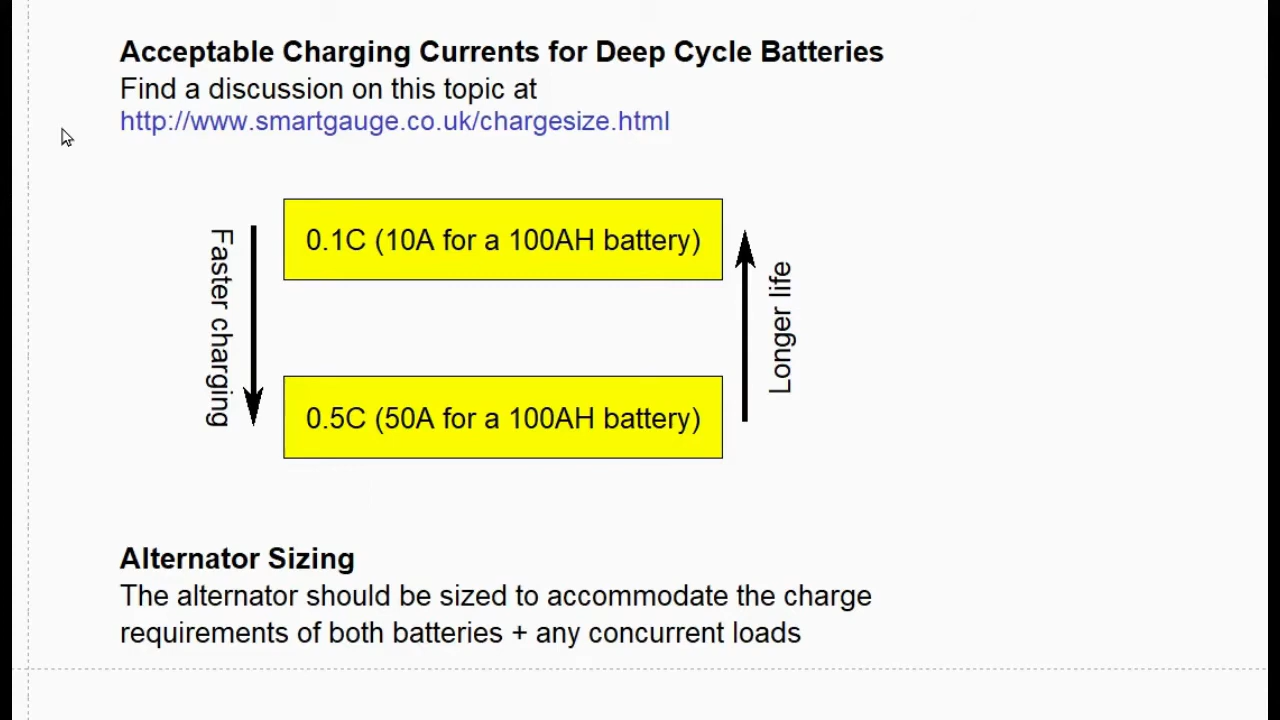 Acceptable Charging Currents for Deep Cycle Batteries
Find a discussion on this topic at
http://www.smartgauge.co.uk/chargesize.html
Faster charging
0.1C (10A for a 100AH battery)
Longer life
0.5C (50A for a 100AH battery)
Alternator Sizing
The alternator should be sized to accommodate the charge
requirements of both batteries + any concurrent loads